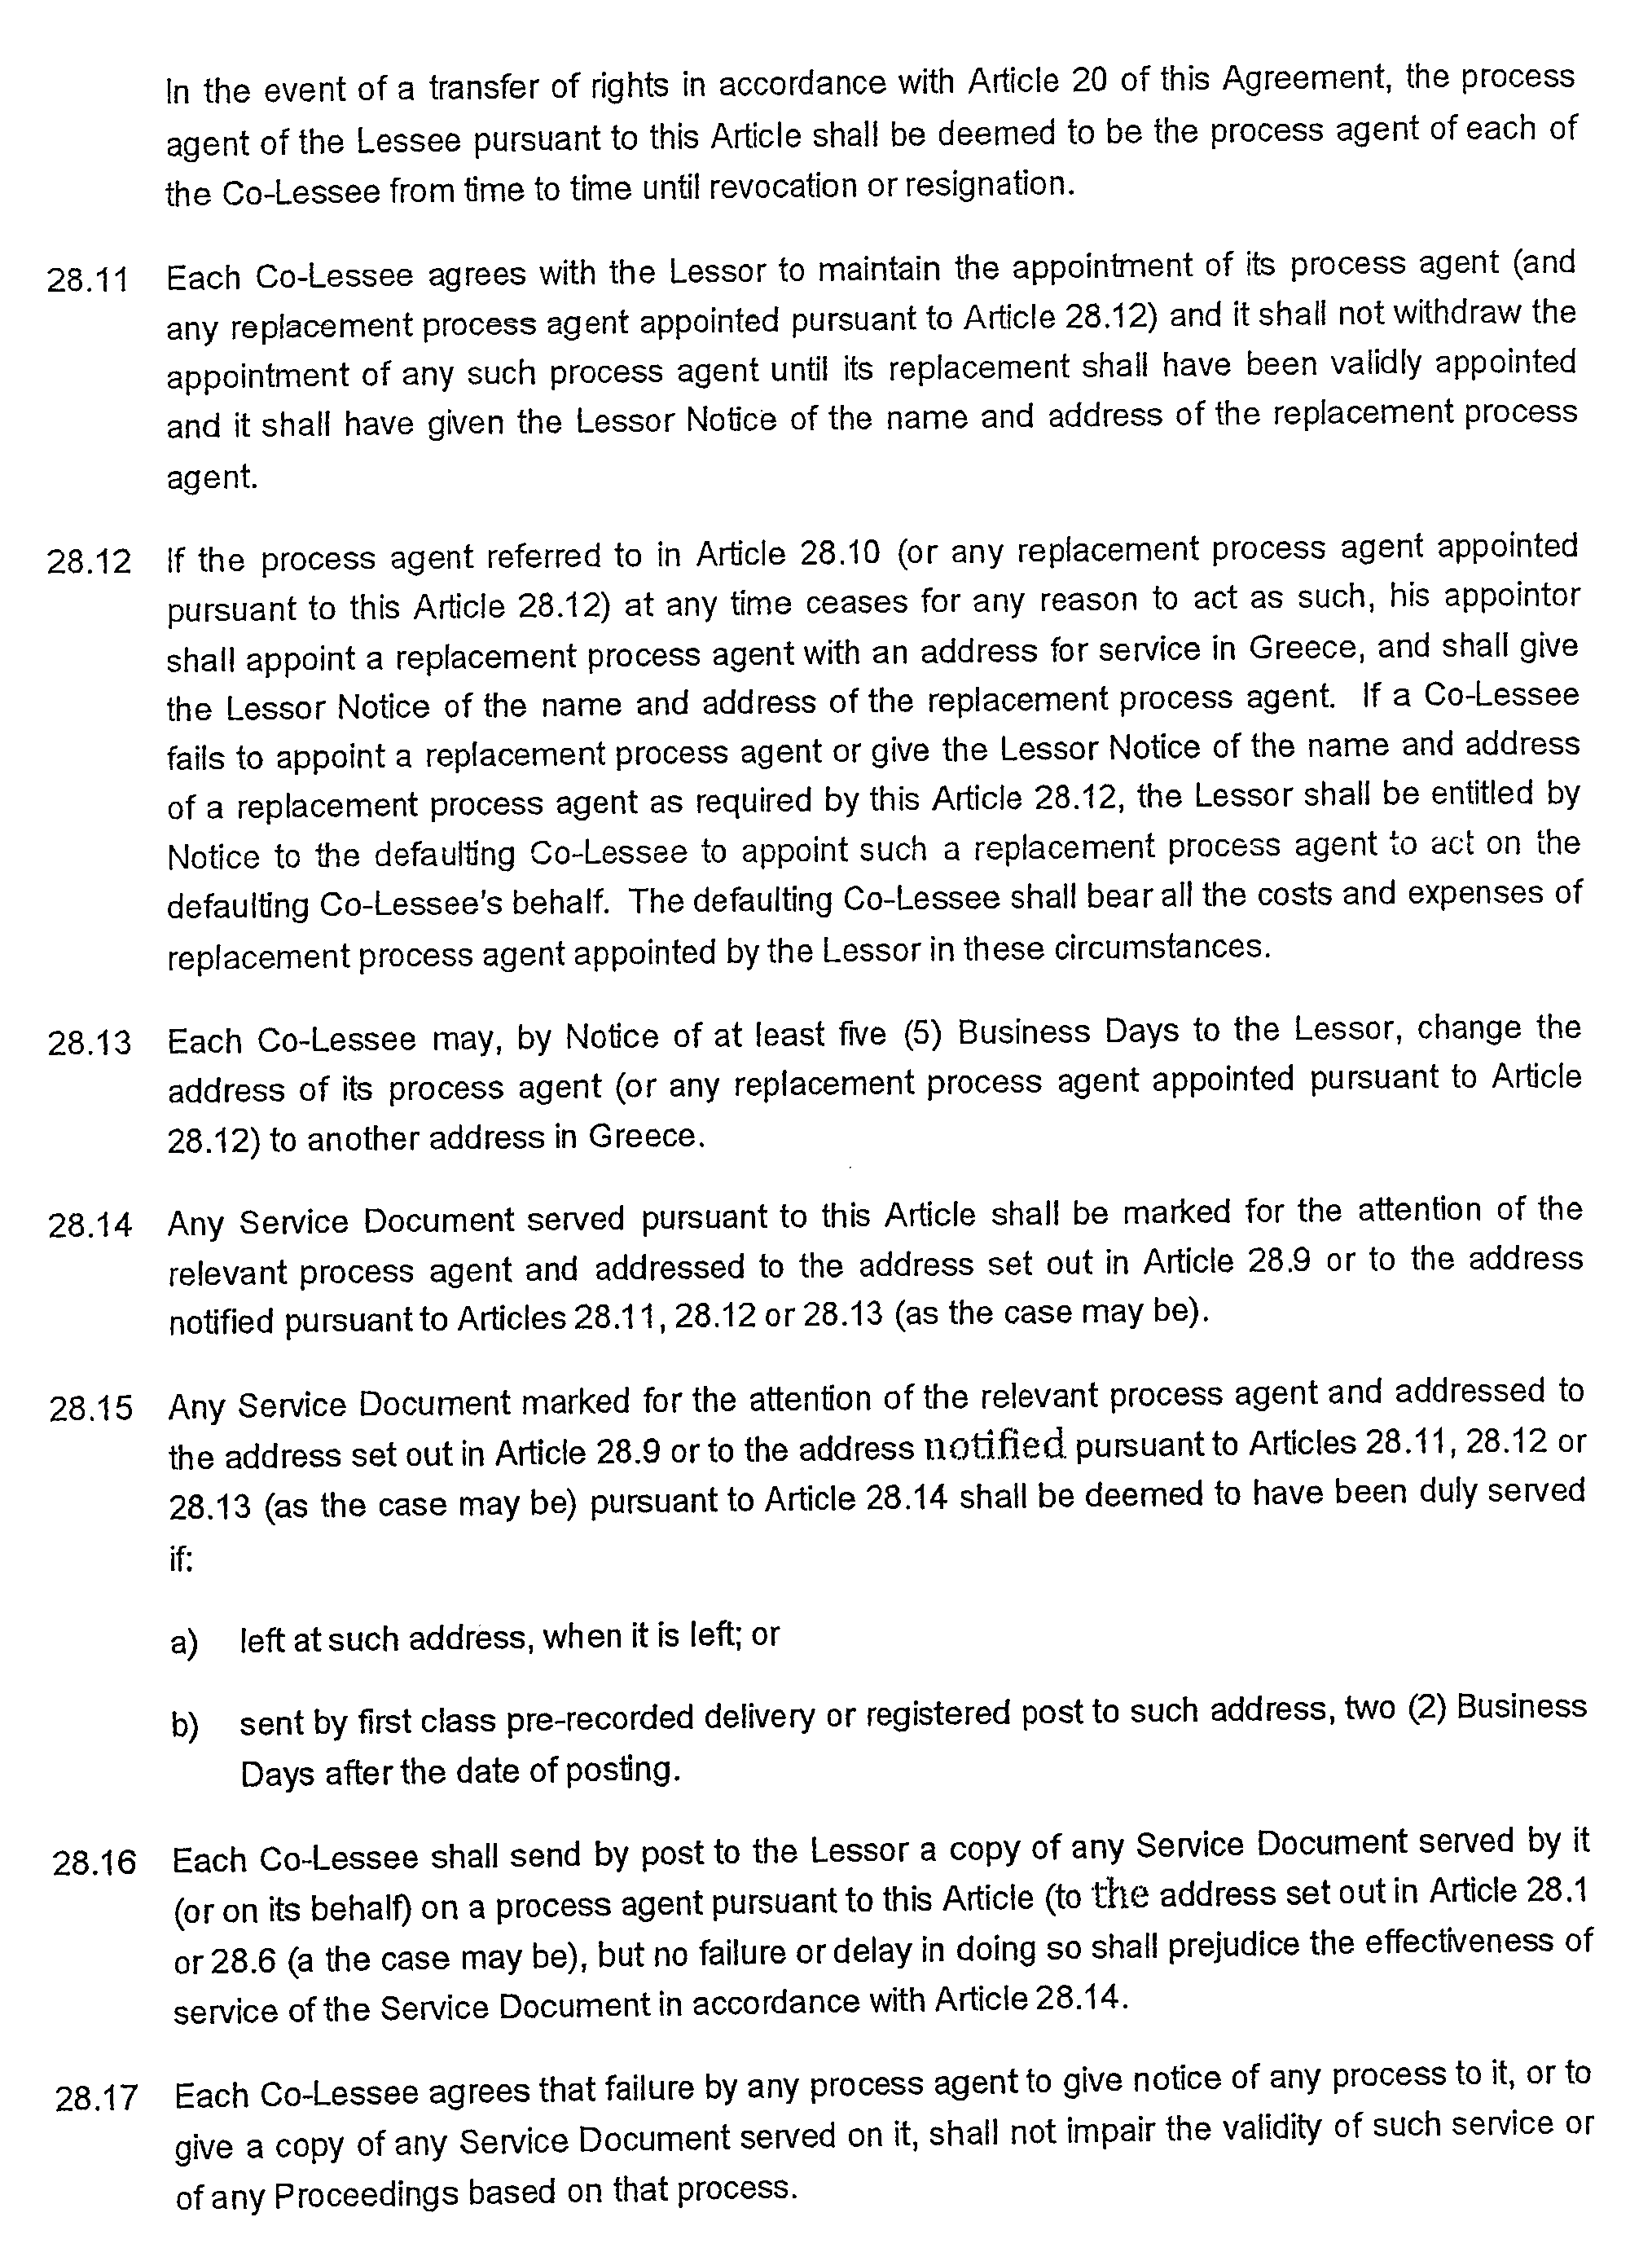 In the event of a transfer of rights in accordance with Article 20 of this Agreement, the process
agent of the Lessee pursuant to this Article shall be deemed to be the process agent of each of
the Co-Lessee from time to time until revocation or resignation.
28.11 Each Co-Lessee agrees with the Lessor to maintain the appointment of its process agent (and
any replacement process agent appointed pursuant to Article 28.12) and it shall not withdraw the
appointment of any such process agent until its replacement shall have been validly appointed
and it shall have given the Lessor Notice of the name and address of the replacement process
agent.
28.12 If the process agent referred to in Article 28.10 (or any replacement process agent appointed
pursuant to this Article 28.12) at any time ceases for any reason to act as such, his appointor
shall appoint a replacement process agent with an address for service in Greece, and shall give
the Lessor Notice of the name and address of the replacement process agent. If a Co-Lessee
fails to appoint a replacement process agent or give the Lessor Notice of the name and address
of a replacement process agent as required by this Article 28.12, the Lessor shall be entitled by
Notice to the defaulting Co-Lessee to appoint such a replacement process agent to act on the
defaulting Co-Lessee's behalf. The defaulting Co-Lessee shall bear all the costs and expenses of
replacement process agent appointed by the Lessor in these circumstances.
28.13 Each Co-Lessee may, by Notice of at least five (5) Business Days to the Lessor, change the
address of its process agent (or any replacement process agent appointed pursuant to Article
28.12) to another address in Greece.
28.14 Any Service Document served pursuant to this Article shall be marked for the attention of the
relevant process agent and addressed to the address set out in Article 28.9 or to the address
notified pursuant to Articles 28.11, 28.12 or 28.13 (as the case may be).
28.15 Any Service Document marked for the attention of the relevant process agent and addressed to
the address set out in Article 28.9 or to the address notified pursuant to Articles 28.11, 28.12 or
28.13 (as the case may be) pursuant to Article 28.14 shall be deemed to have been duly served
if:
a) left at such address, when it is left; or
b) sent by first class pre-recorded delivery or registered post to such address, two (2) Business
Days after the date of posting.
28.16 Each Co-Lessee shall send by post to the Lessor a copy of any Service Document served by it
(or on its behalf) on a process agent pursuant to this Article (to the address set out in Article 28.1
or 28.6 (a the case may be), but no failure or delay in doing so shall prejudice the effectiveness of
service of the Service Document in accordance with Article 28.14.
28.17 Each Co-Lessee agrees that failure by any process agent to give notice of any process to it, or to
give a copy of any Service Document served on it, shall not impair the validity of such service or
of any Proceedings based on that process.